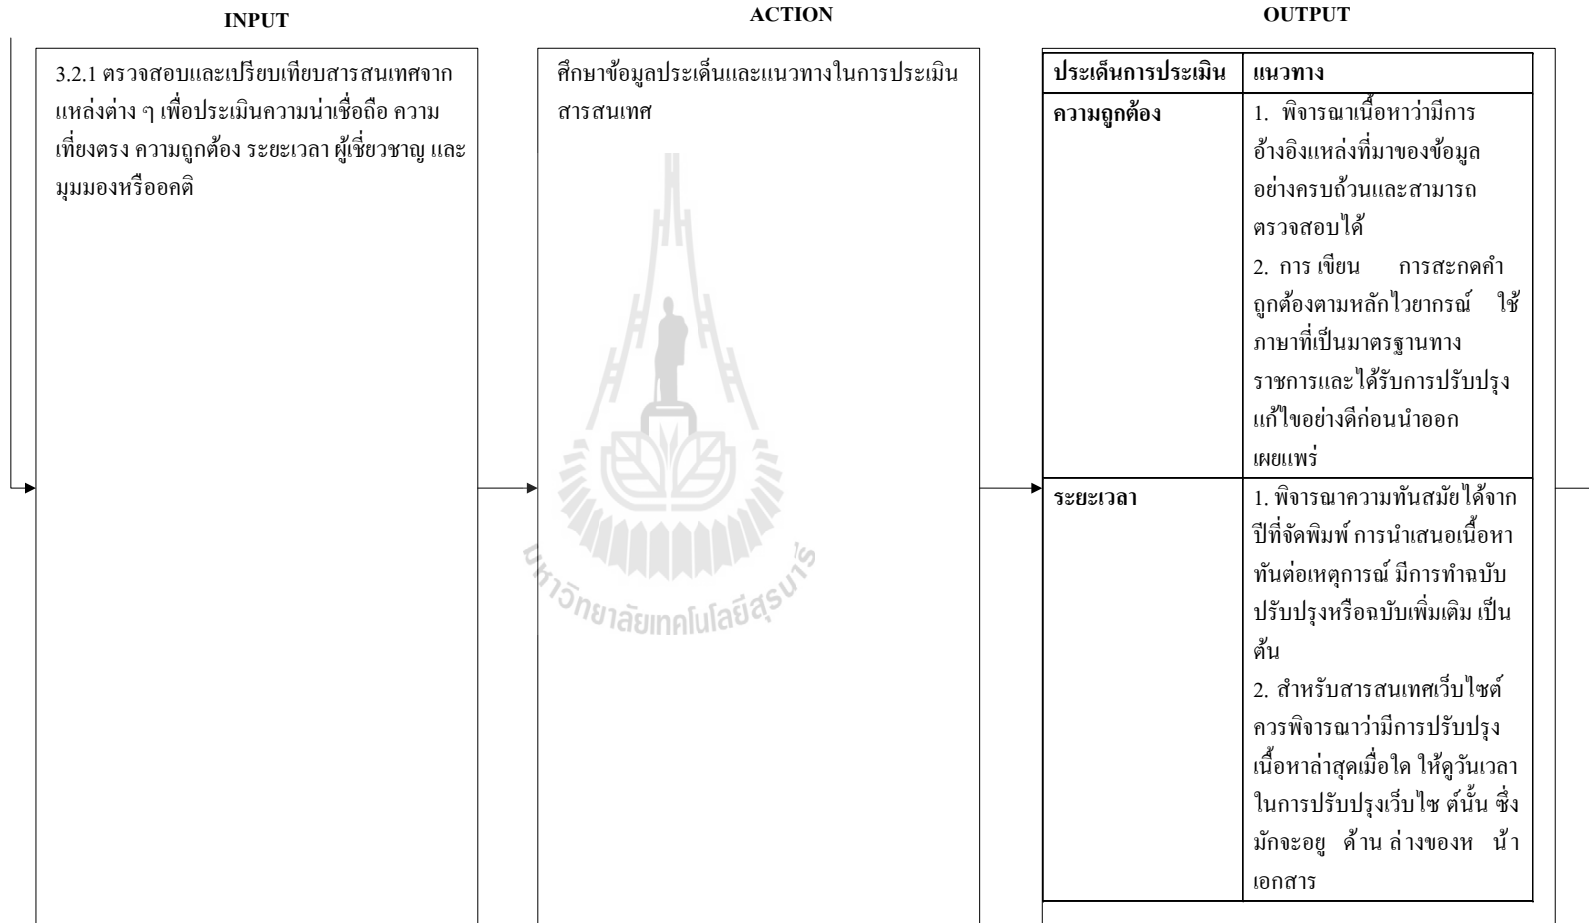 INPUT
ACTION
OUTPUT
3.2.1 ตรวจสอบและเปรียบเทียบสารสนเทศจาก
แหล่งต่าง ๆ เพื่อประเมินความน่าเชื่อถือ ความ
เที่ยงตรง ความถูกต้อง ระยะเวลา ผู้เชี่ยวชาญ และ
มุมมองหรืออคติ
ศึกษาข้อมูลประเด็นและแนวทางในการประเมิน
สารสนเทศ
ประเด็นการประเมิน
แนวทาง
ความถูกต้อง
1. พิจารณาเนื้อหาว่ามีการ
อ้างอิงแหล่งที่มาของข้อมูล
อย่างครบถ้วนและสามารถ
ตรวจสอบได้
2. การ เขียน การสะกดคำ
ถูกต้องตามหลักไวยากรณ์ ใช้
ภาษาที่เป็นมาตรฐานทาง
ราชการและได้รับการปรับปรุง
แก้ไขอย่างดีก่อนนำออก
เผยแพร่
ระยะเวลา
1. พิจารณาความทันสมัยได้จาก
ปีที่จัดพิมพ์ การนำเสนอเนื้อหา
ทันต่อเหตุการณ์ มีการทำฉบับ
ปรับปรุงหรือฉบับเพิ่มเติม เป็น
ต้น
2. สำหรับสารสนเทศเว็บไซต์
ควรพิจารณาว่ามีการปรับปรุง
เนื้อหาล่าสุดเมื่อใด ให้ดูวันเวลา
ในการปรับปรุงเว็บไซ ต์นั้น ซึ่ง
มักจะอยู ด้าน ล่างของห น้า
เอกสาร
มหาวิทยาลัยเทคโนโลยีสุรนารี